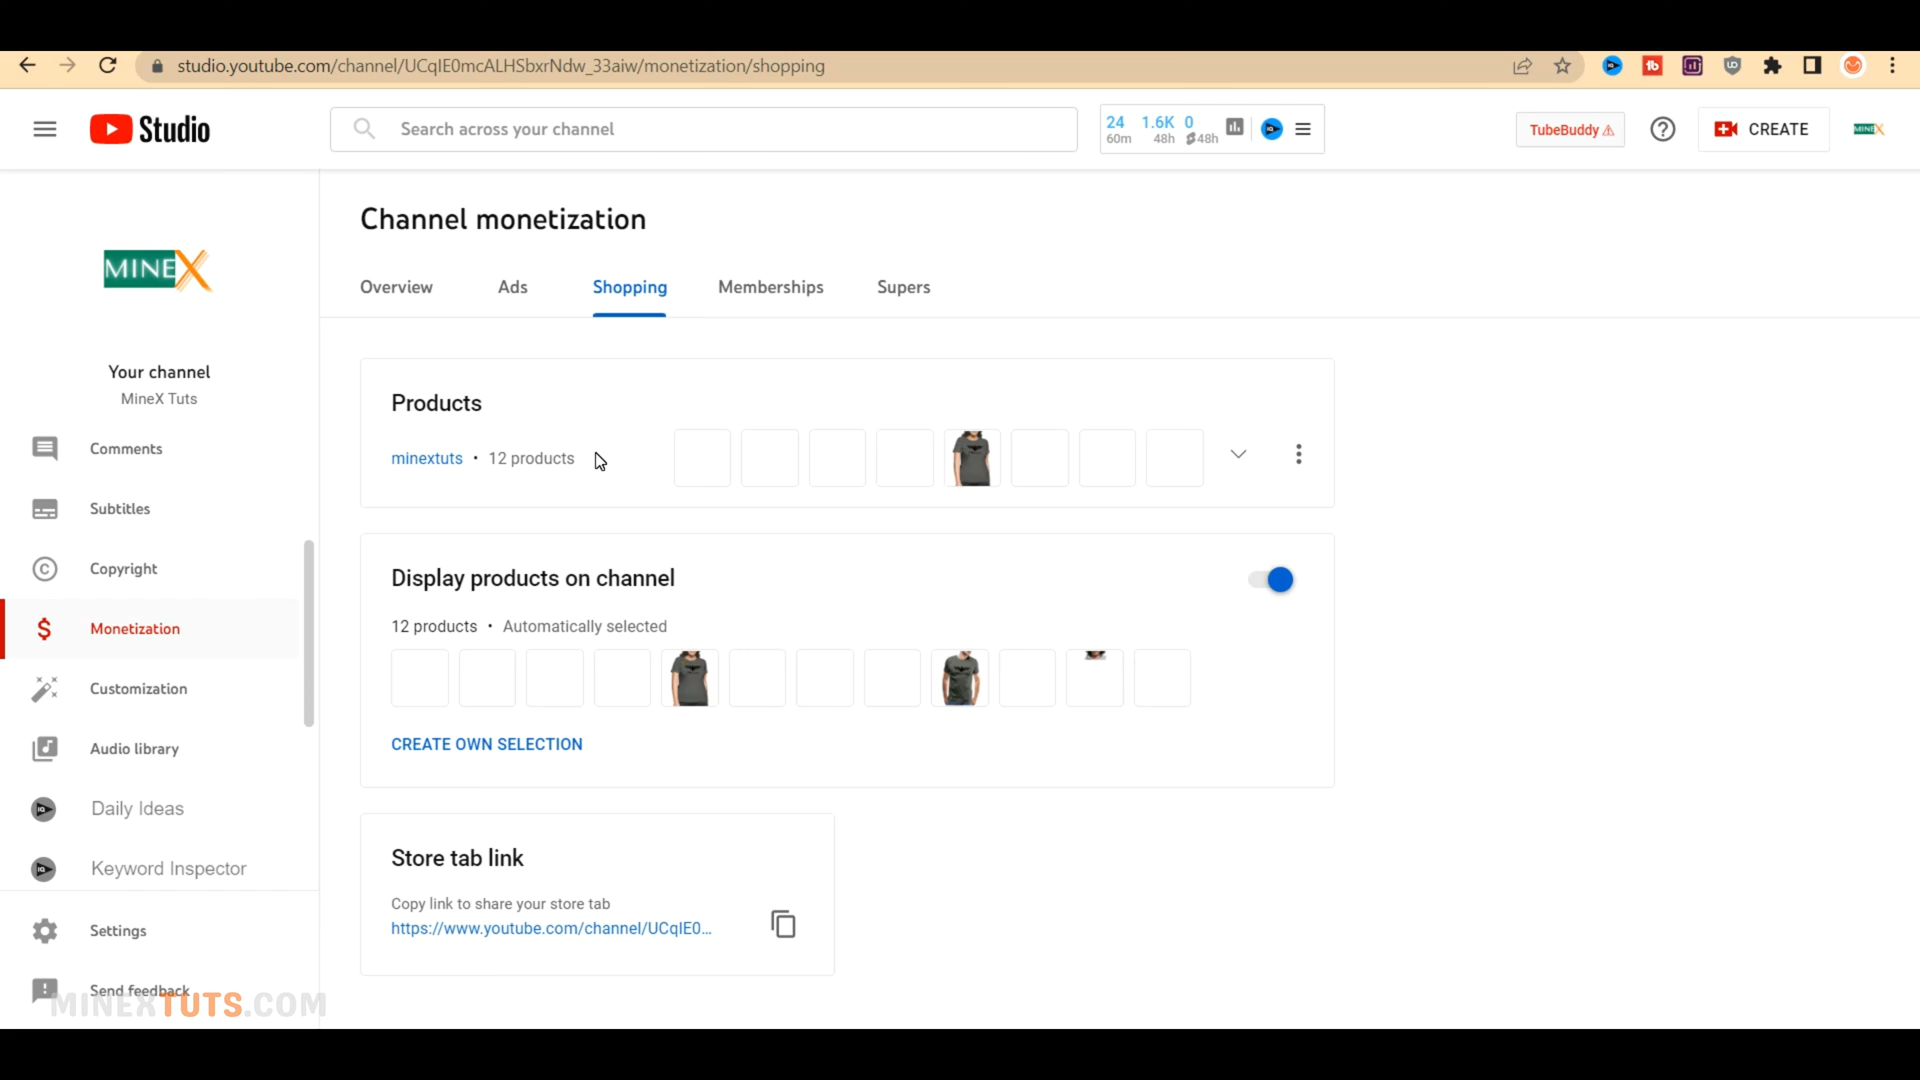 studio.youtube.com/channel/UCqIE0mcALHSbxrNdw_33aiw/monetization/shopping
Studio
Search across your channel
24 1.6K 0
60m 48h 48h
TubeBuddy
CREATE
MINEX
Channel monetization
MINEX
Overview Ads Shopping Memberships Supers
Your channel
MineX Tuts
Products
minextuts • 12 products
Comments
Subtitles
Copyright
Monetization
Customization
Audio library
Daily Ideas
Keyword Inspector
Settings
Send feedback
Display products on channel
12 products • Automatically selected
CREATE OWN SELECTION
Store tab link
Copy link to share your store tab
https://www.youtube.com/channel/UCqIE0...
MINEXTUTS.COM